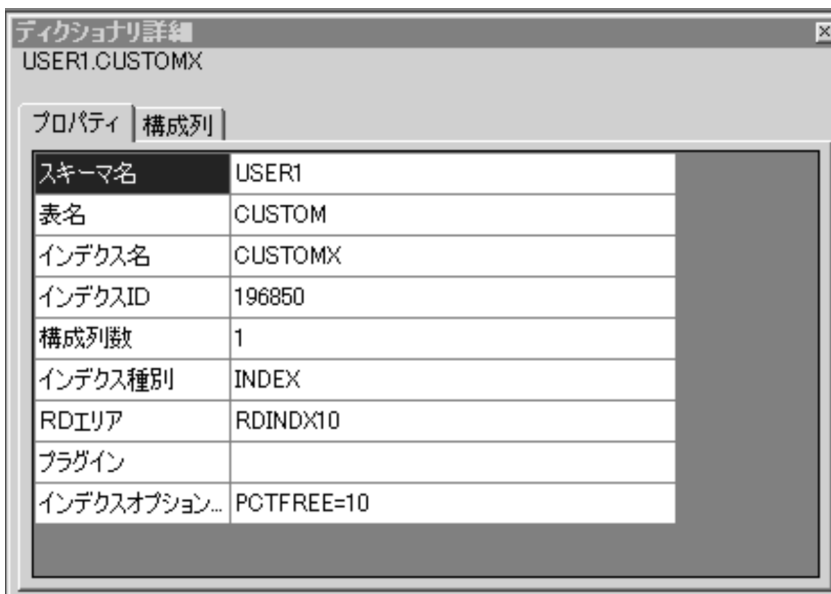 ディクショナリ詳細
USER1.CUSTOMX
プロパティ 構成列
スキーマ名 USER1
表名 CUSTOM
インデクス名 CUSTOMX
インデクスID 196850
構成列数 1
インデクス種別 INDEX
RDエリア RDINDX10
プラグイン
インデクスオプション... PCTFREE=10